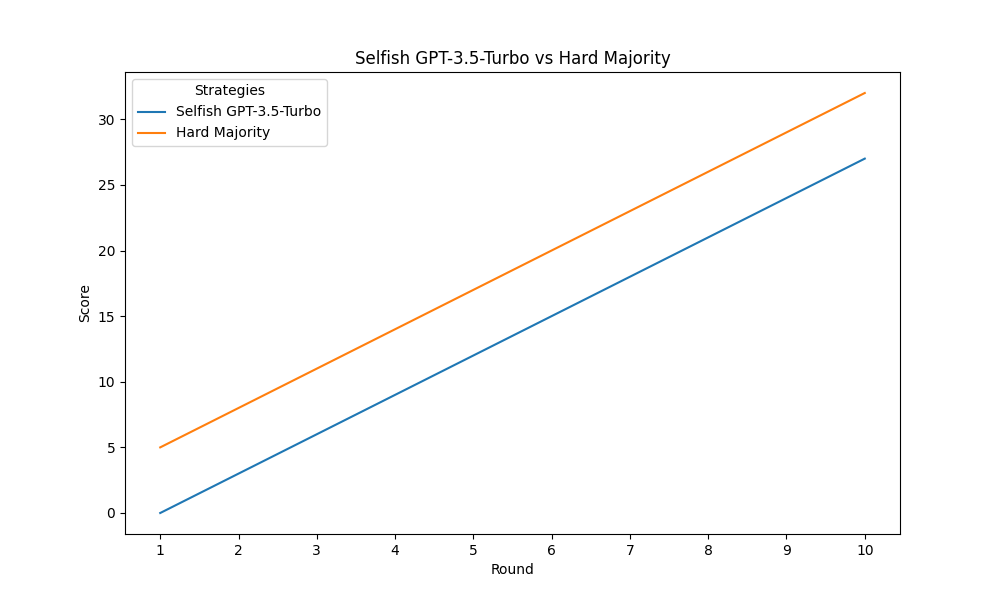 Selfish GPT-3.5-Turbo vs Hard Majority
Strategies
Selfish GPT-3.5-Turbo
Hard Majority
Score
30
25
20
15
10
5
0
1 2 3 4 5 6 7 8 9 10
Round